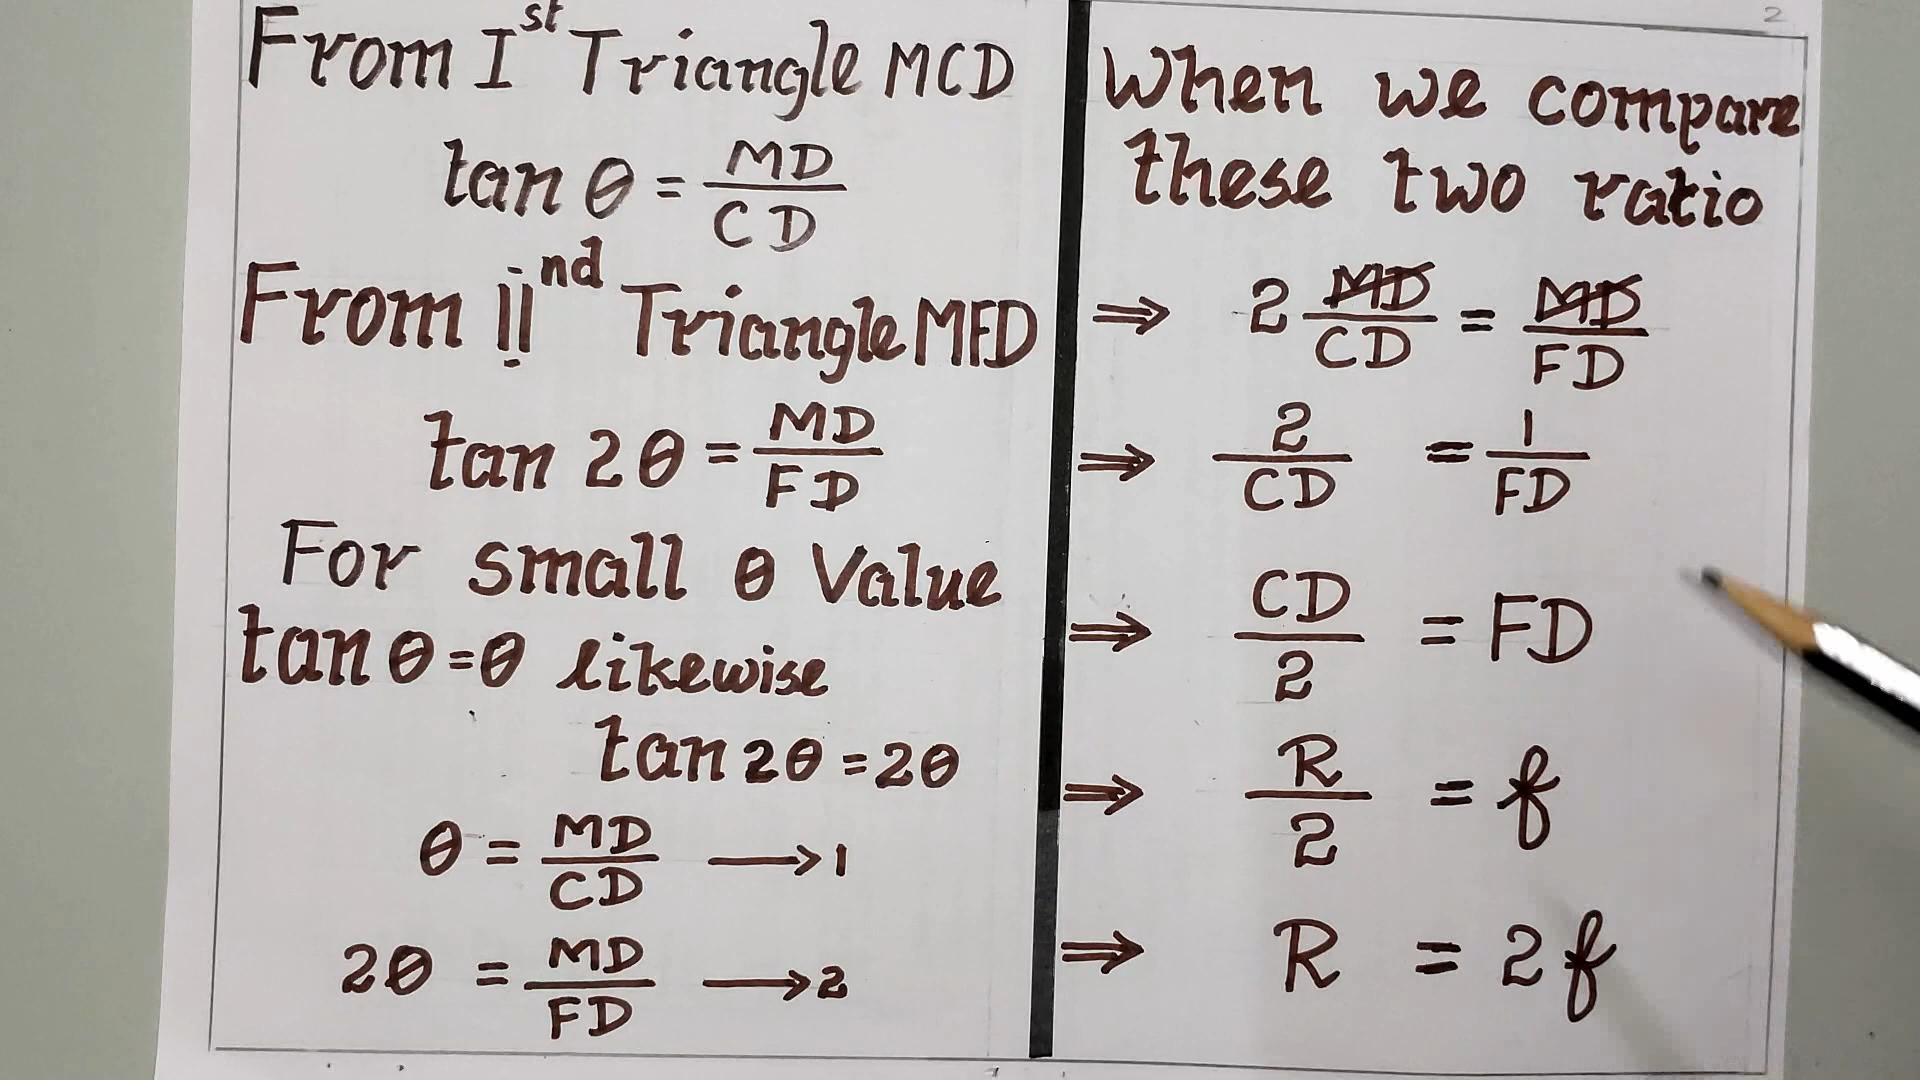 From Ist Triangle MCD
tan θ = MD/CD
From iind Triangle MFD
tan 2θ = MD/FD
For small θ Value
tan θ = θ likewise
tan 2θ = 2θ
θ = MD/CD → 1
2θ = MD/FD → 2
2
When we compare
these two ratio
⇒ 2 MD/CD = MD/FD
⇒ 2/CD = 1/FD
⇒ CD/2 = FD
⇒ R/2 = f
⇒ R = 2f